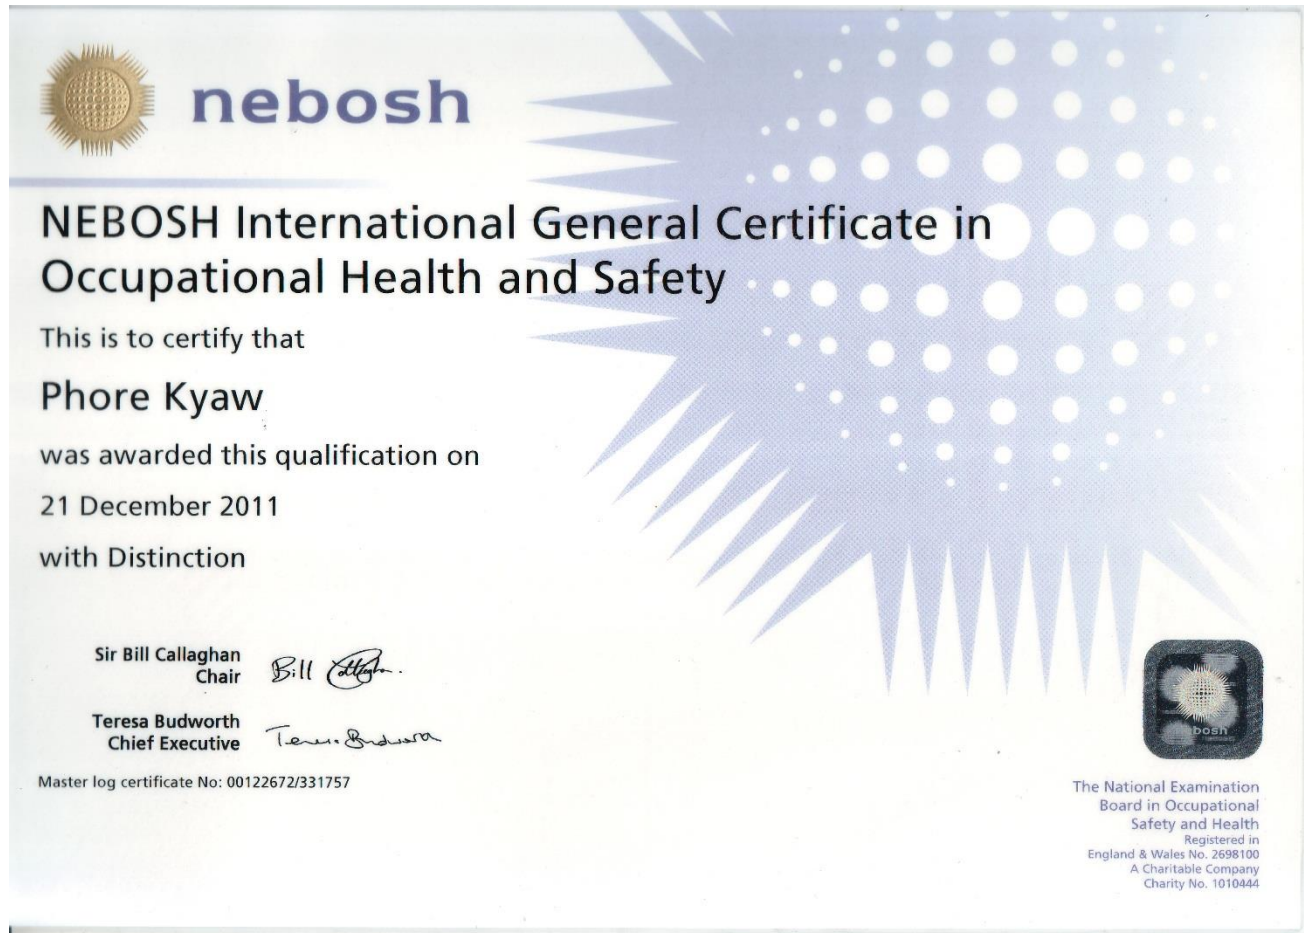 nebosh
NEBOSH International General Certificate in
Occupational Health and Safety
This is to certify that
Phore Kyaw
was awarded this qualification on
21 December 2011
with Distinction
Sir Bill Callaghan
Chair
Bill Callaghan
Teresa Budworth
Chief Executive
Teresa Budworth
Master log certificate No: 00122672/331757
bosh
The National Examination
Board in Occupational
Safety and Health
Registered in
England & Wales No. 2698100
A Charitable Company
Charity No. 1010444